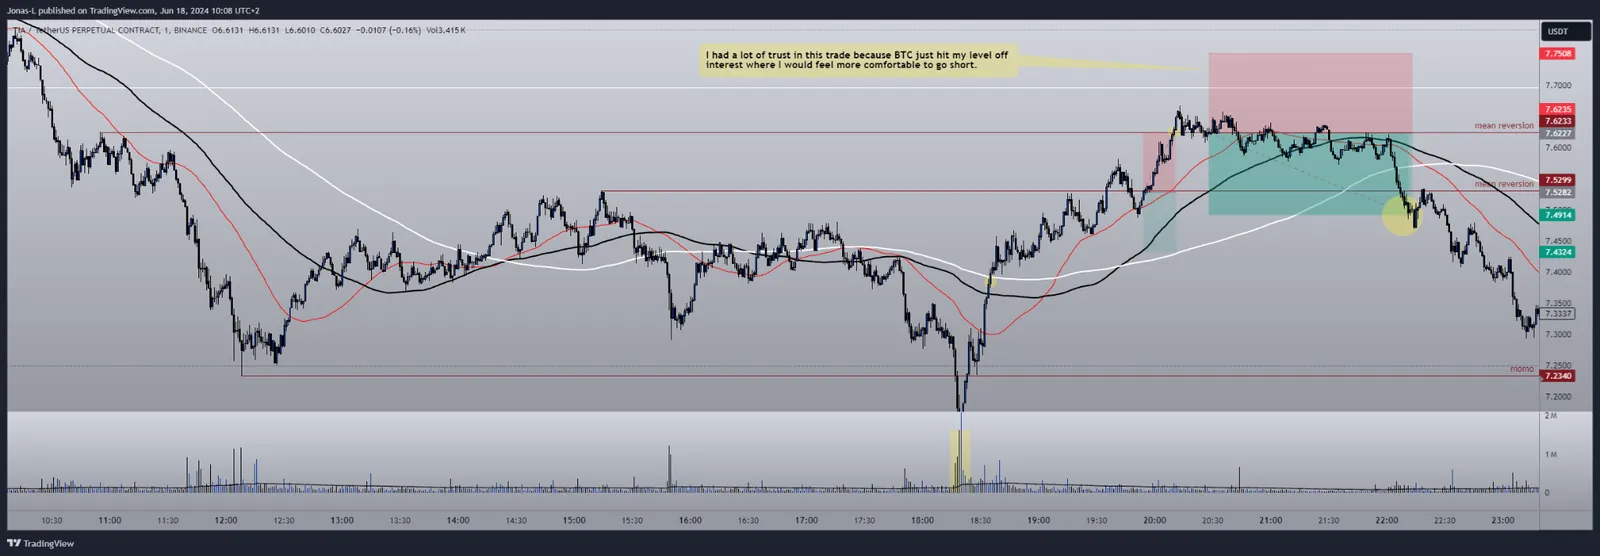 Jonas-L published on TradingView.com, Jun 18, 2024 10:08 UTC+2
TIA / TetherUS PERPETUAL CONTRACT, 1, BINANCE O6.6131 H6.6131 L6.6010 C6.6027 −0.0107 (−0.16%) Vol3.415 K
USDT
I had a lot of trust in this trade because BTC just hit my level off
interest where I would feel more comfortable to go short.
7.7508
7.7000
7.6235
mean reversion
7.6233
7.6227
7.6000
7.5299
mean reversion
7.5282
7.4914
7.4500
7.4324
7.4000
7.3500
7.3337
7.3000
7.2500
momo
7.2340
7.2000
2 M
1 M
0
10:30 11:00 11:30 12:00 12:30 13:00 13:30 14:00 14:30 15:00 15:30 16:00 16:30 17:00 17:30 18:00 18:30 19:00 19:30 20:00 20:30 21:00 21:30 22:00 22:30 23:00
TradingView